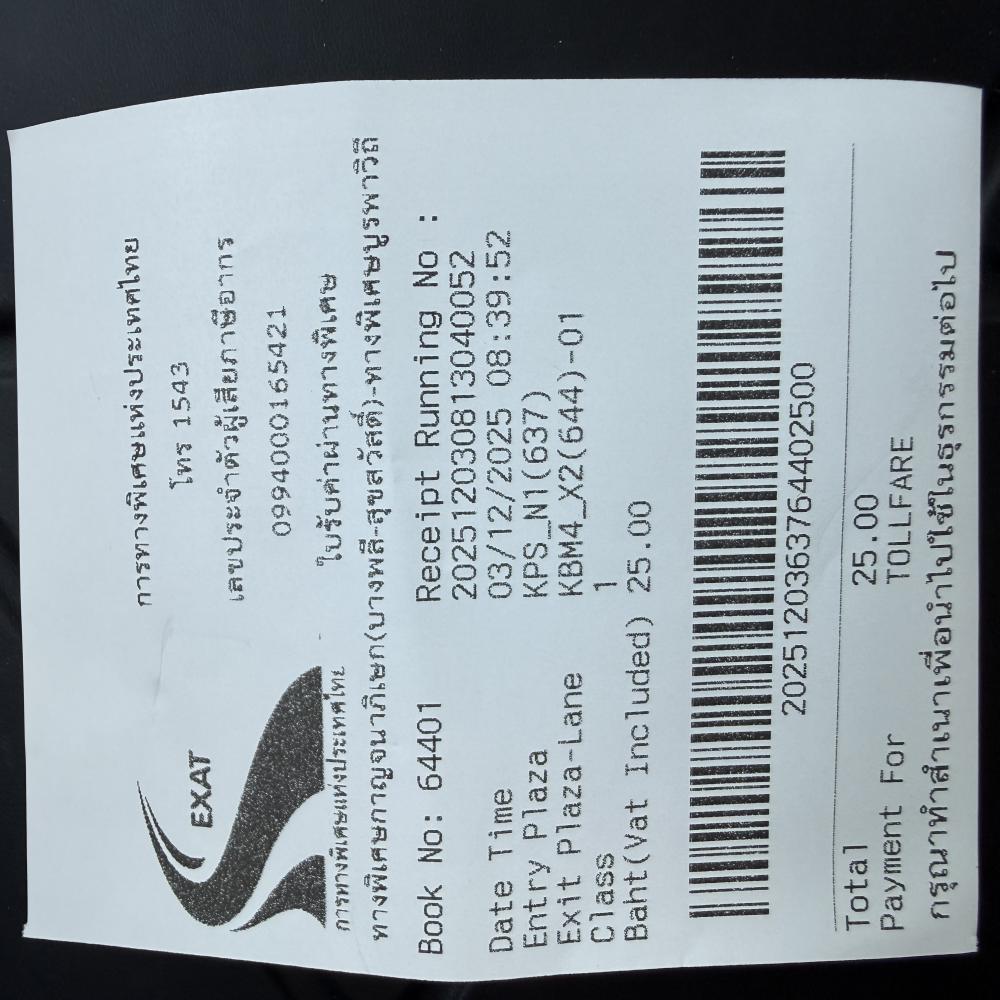 EXAT
การทางพิเศษแห่งประเทศไทย
การทางพิเศษแห่งประเทศไทย
โทร 1543
เลขประจำตัวผู้เสียภาษีอากร
0994000165421
ใบรับค่าผ่านทางพิเศษ
ทางพิเศษกาญจนาภิเษก(บางพลี-สุขสวัสดิ์)-ทางพิเศษบูรพาวิถี
Book No: 64401 Receipt Running No :
202512030813040052
Date Time 03/12/2025 08:39:52
Entry Plaza KPS_N1(637)
Exit Plaza-Lane KBM4_X2(644)-01
Class 1
Baht(Vat Included) 25.00
2025120363764402500
Total 25.00
Payment For TOLLFARE
กรุณาทำสำเนาเพื่อนำไปใช้ในธุรกรรมต่อไป